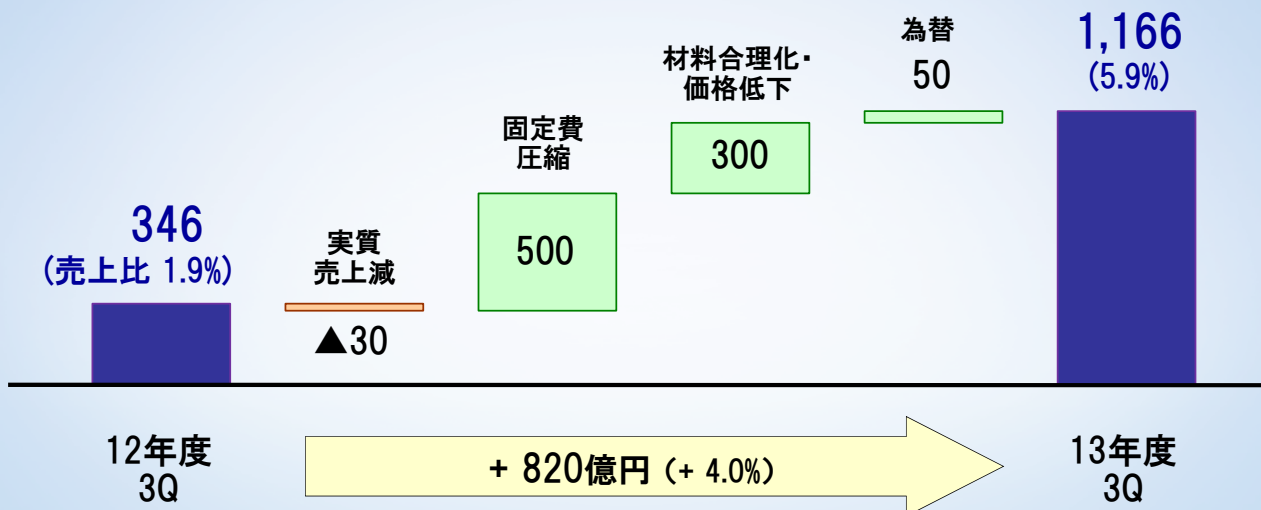 346
(売上比 1.9%)
実質
売上減
▲30
固定費
圧縮
500
材料合理化・
価格低下
300
為替
50
1,166
(5.9%)
12年度
3Q
+ 820億円 (+ 4.0%)
13年度
3Q